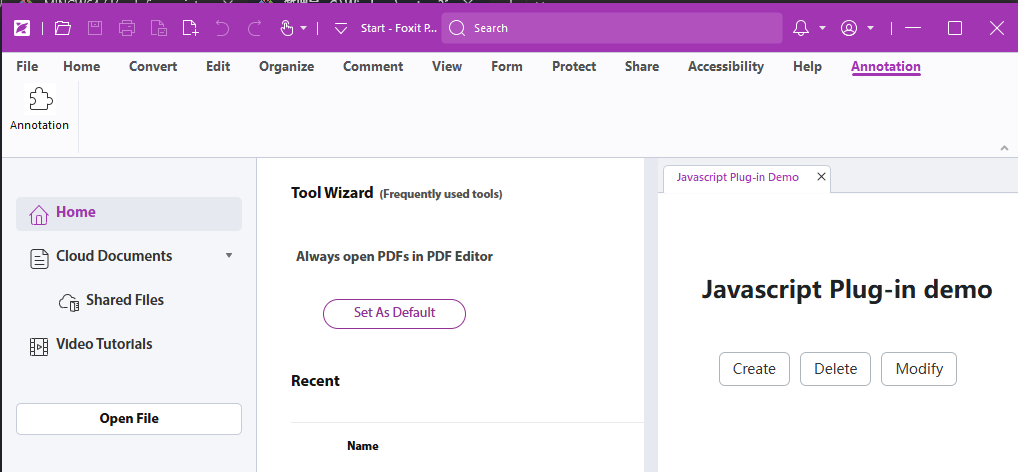 Start - Foxit P...
Search
File Home Convert Edit Organize Comment View Form Protect Share Accessibility Help Annotation
Annotation
Home
Cloud Documents
Shared Files
Video Tutorials
Open File
Tool Wizard (Frequently used tools)
Always open PDFs in PDF Editor
Set As Default
Recent
Name
Javascript Plug-in Demo
Javascript Plug-in demo
Create Delete Modify